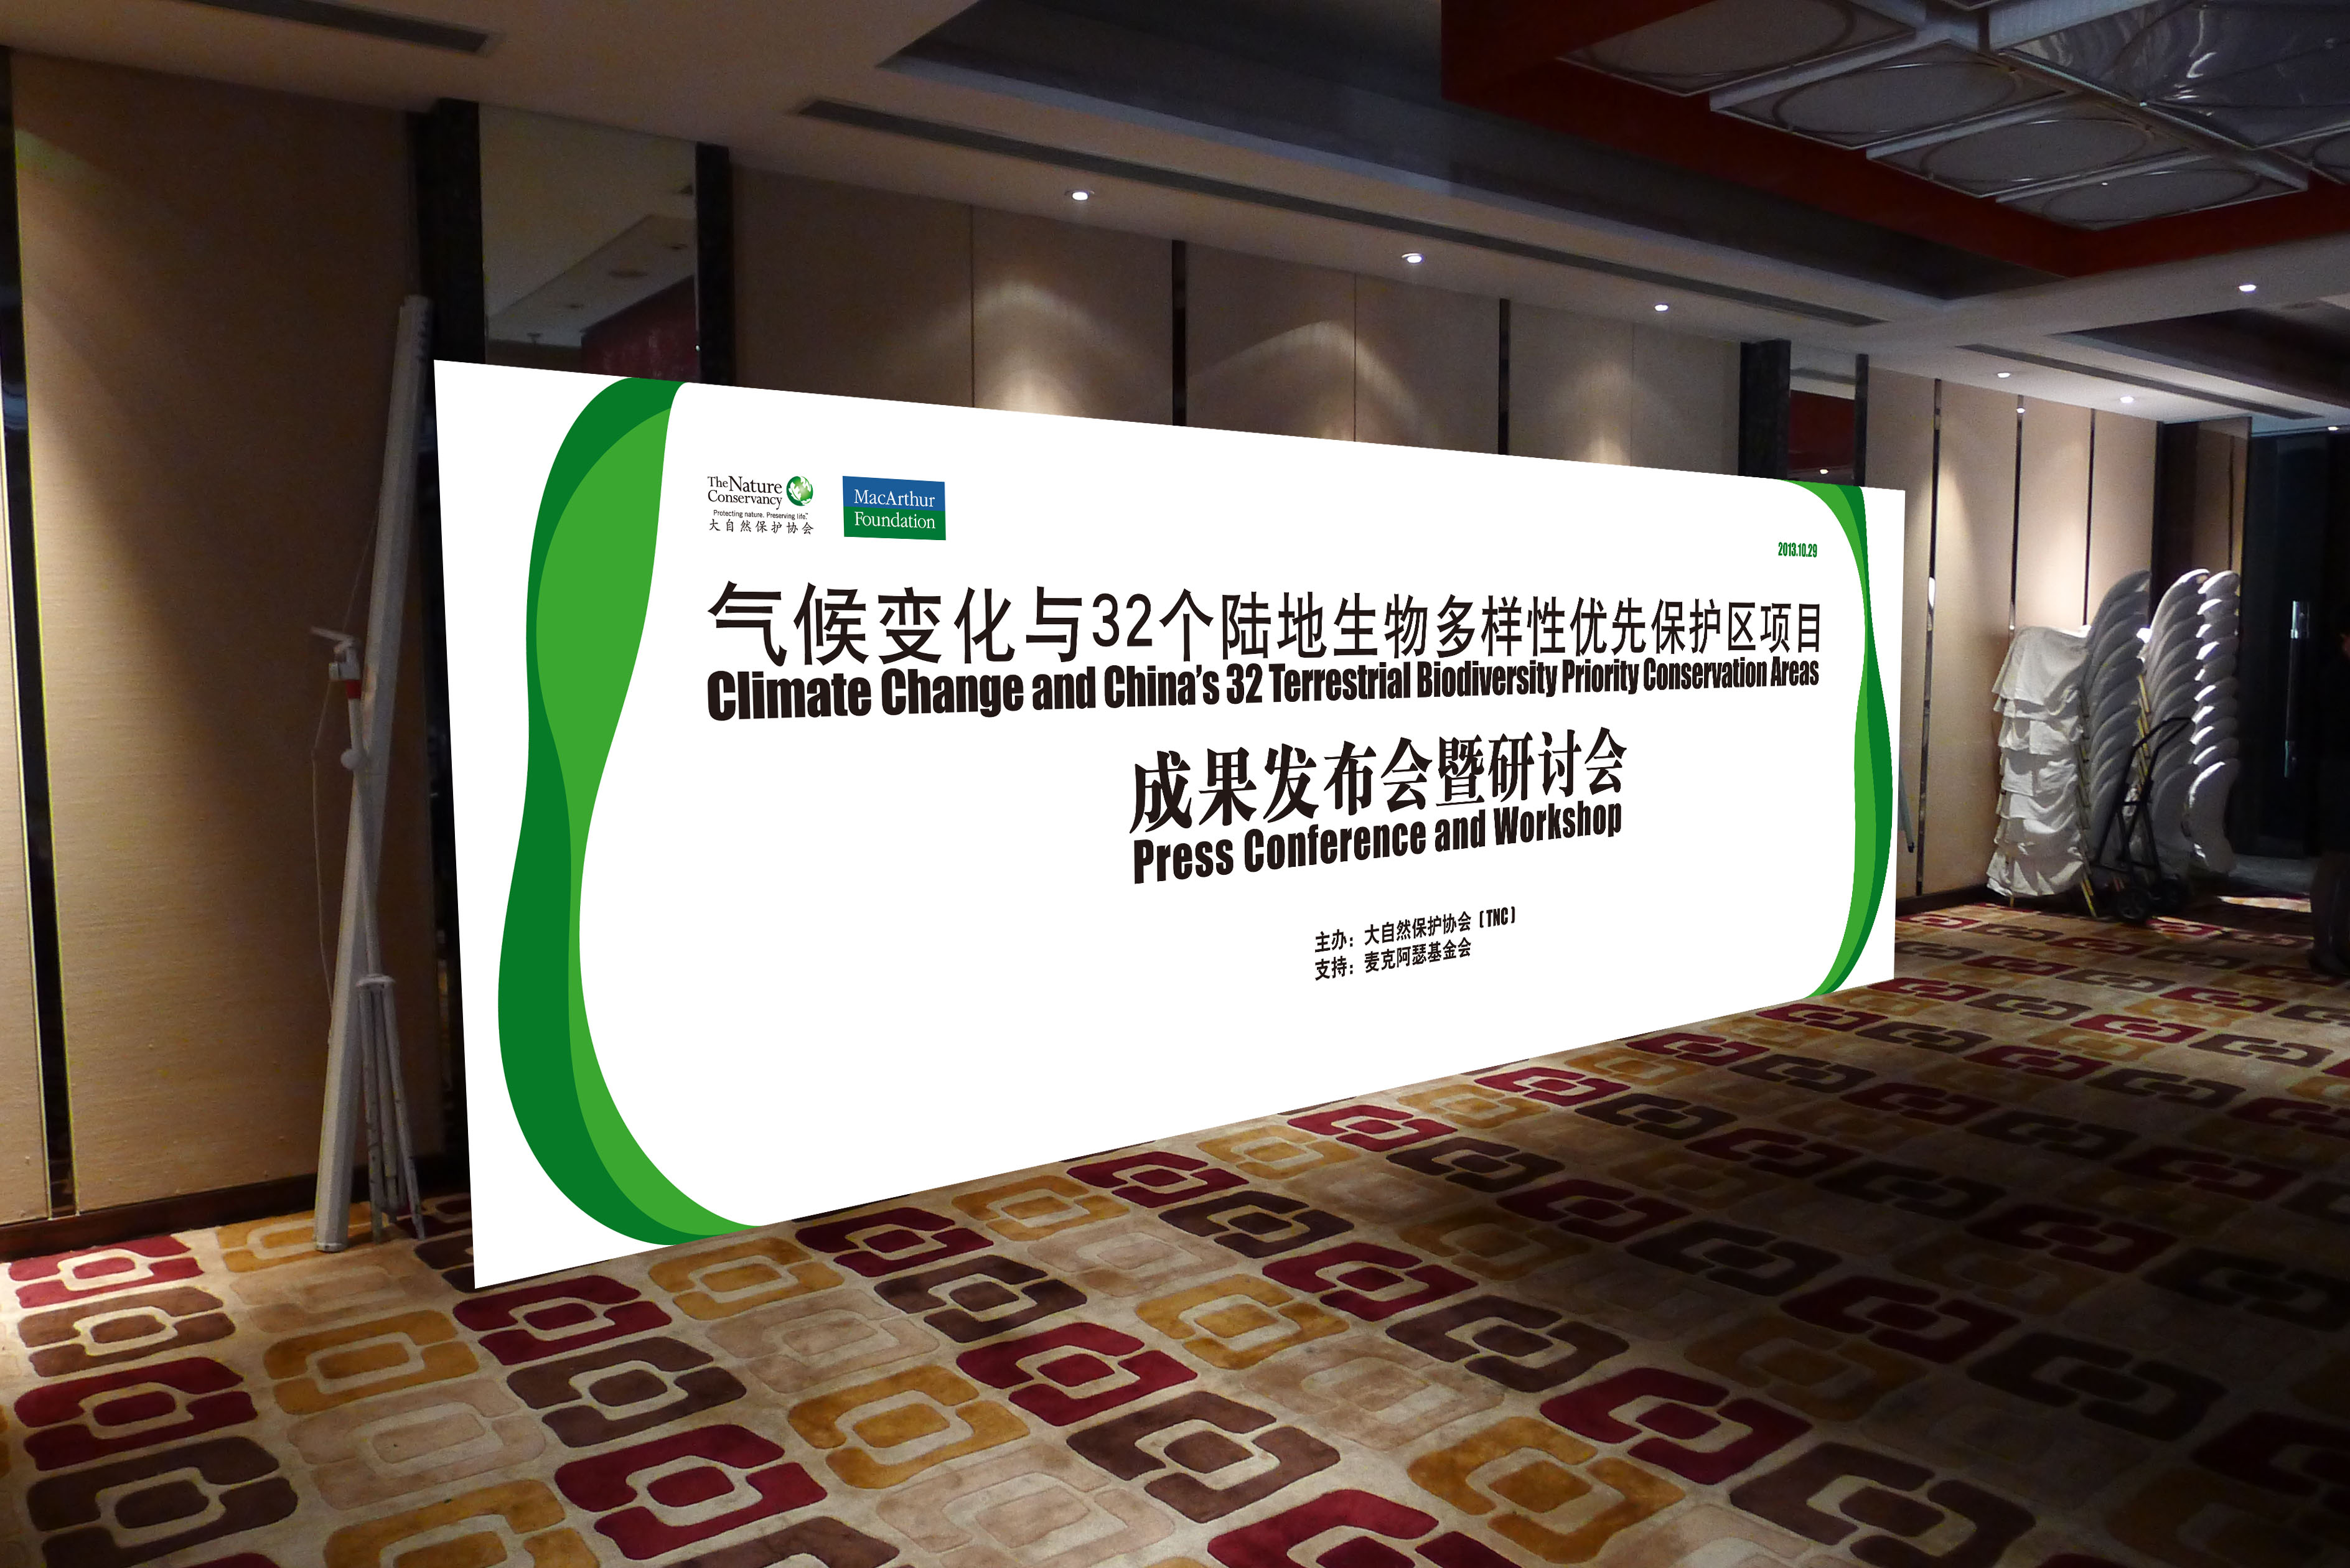 The Nature
Conservancy
Protecting nature. Preserving life.™
大自然保护协会
MacArthur
Foundation
2013.10.29
气候变化与32个陆地生物多样性优先保护区项目
Climate Change and China's 32 Terrestrial Biodiversity Priority Conservation Areas
成果发布会暨研讨会
Press Conference and Workshop
主办：大自然保护协会（TNC）
支持：麦克阿瑟基金会